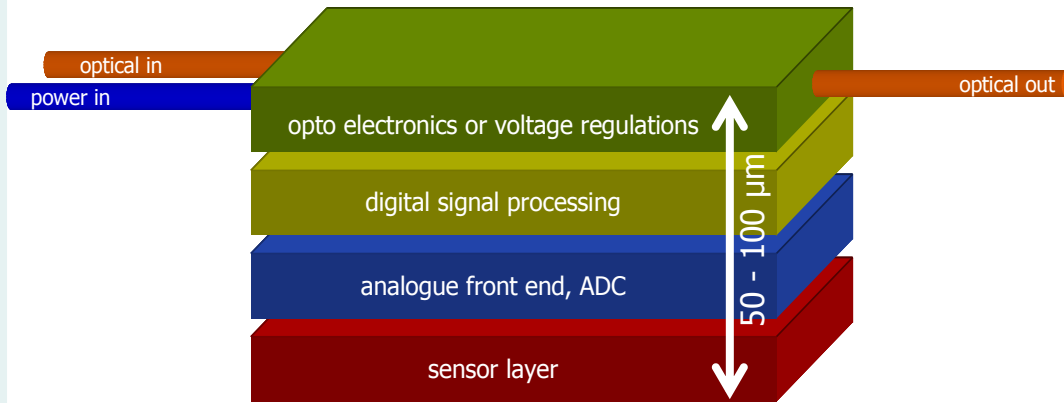 optical in
power in
optical out
opto electronics or voltage regulations
digital signal processing
analogue front end, ADC
sensor layer
50 - 100 µm